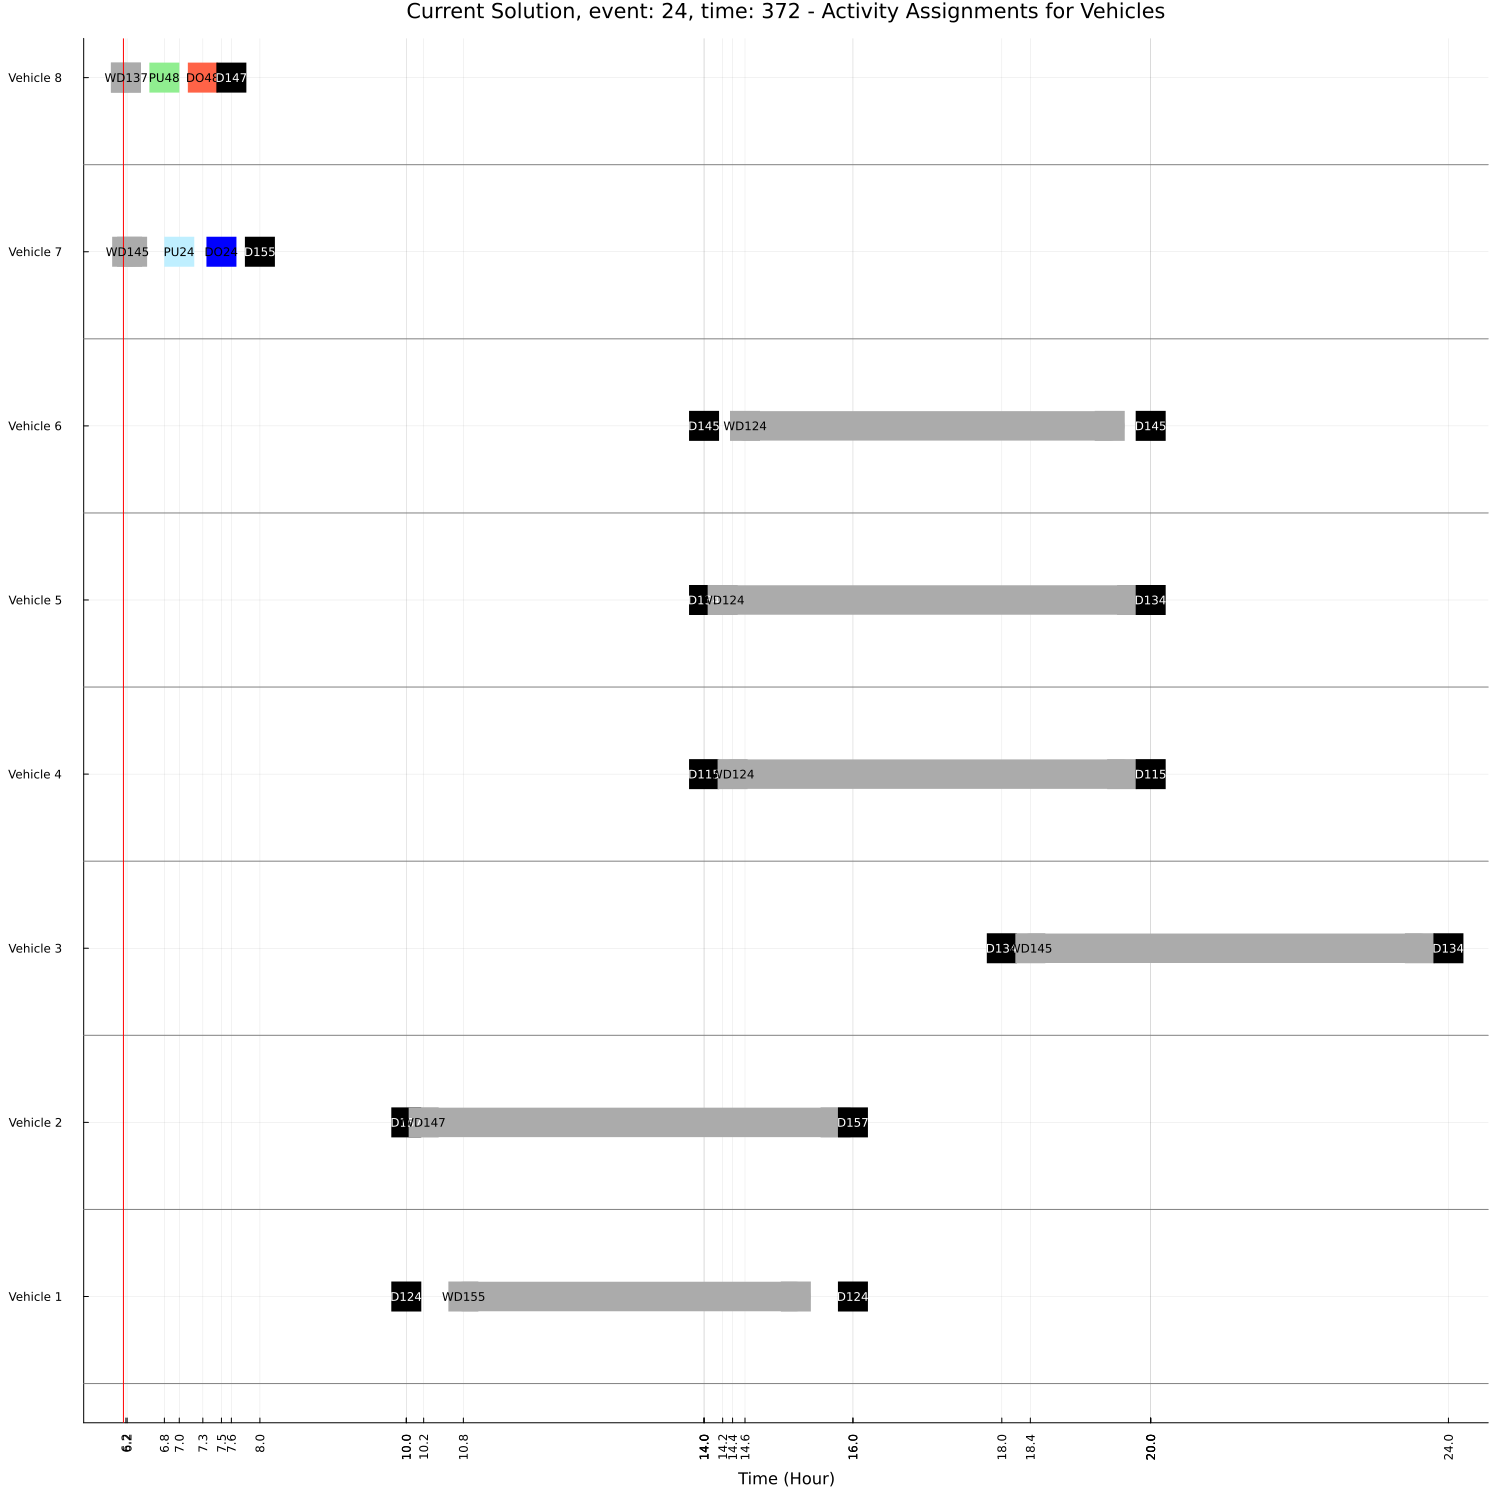 Current Solution, event: 24, time: 372 - Activity Assignments for Vehicles
Vehicle 8
WD137 PU48 DO48 D147
Vehicle 7
WD145 PU24 DO24 D155
Vehicle 6
D145 WD124 D145
Vehicle 5
WD124 D134
Vehicle 4
D115 WD124 D115
Vehicle 3
D134 WD145 D134
Vehicle 2
WD147 D157
Vehicle 1
D124 WD155 D124
6.2 6.8 7.0 7.3 7.5 7.6 8.0 10.0 10.2 10.8 14.0 14.2 14.4 14.6 16.0 18.0 18.4 20.0 24.0
Time (Hour)